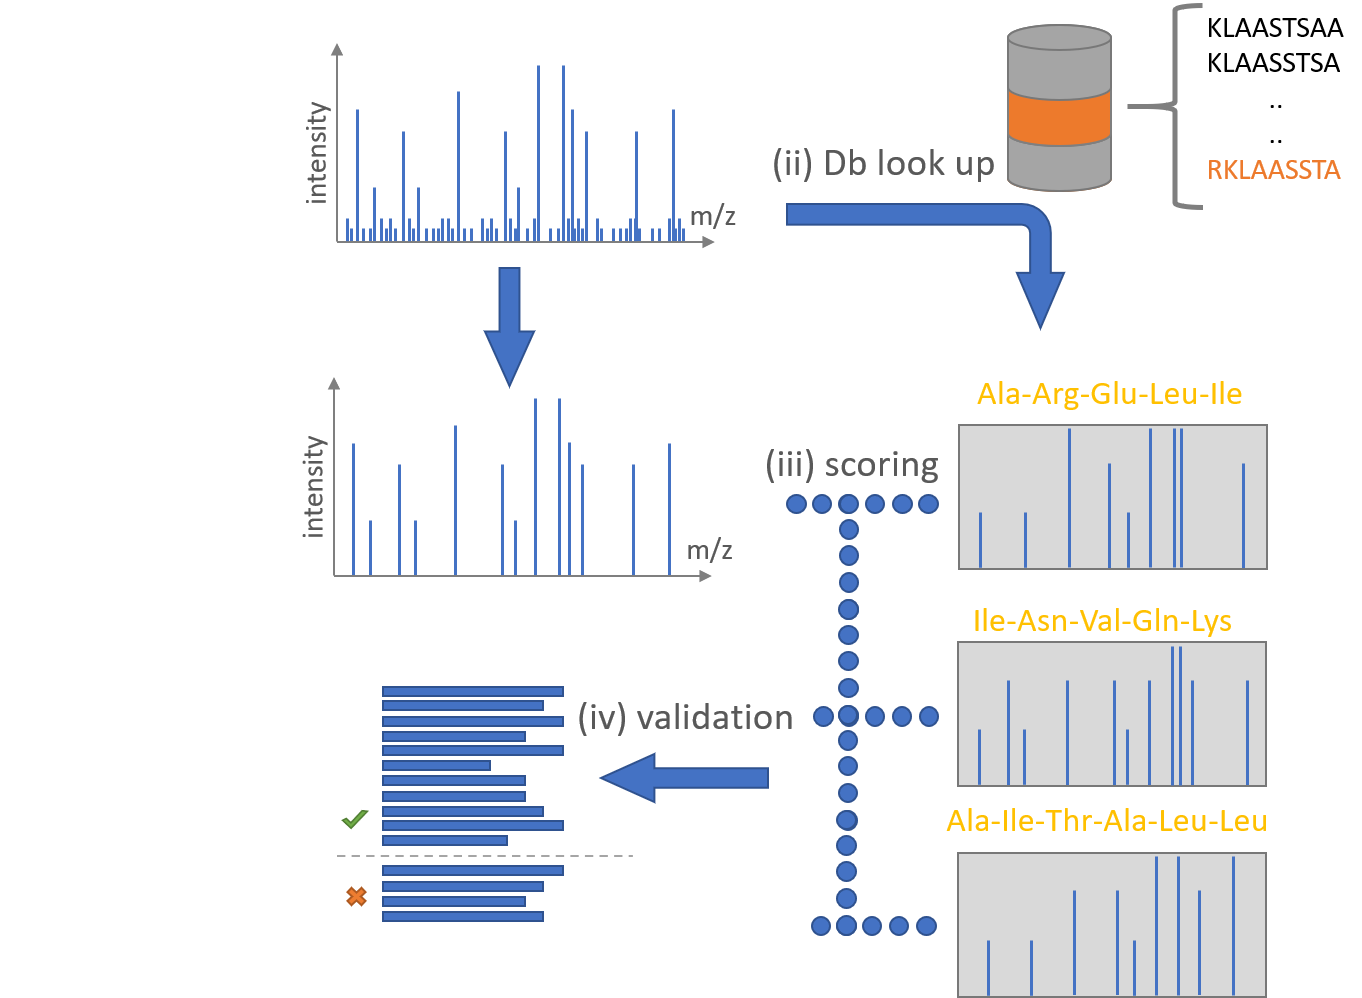 KLAASTSAA
KLAASSTSA
..
..
RKLAASSTA
(ii) Db look up
intensity
m/z
Ala-Arg-Glu-Leu-Ile
(iii) scoring
intensity
m/z
Ile-Asn-Val-Gln-Lys
(iv) validation
Ala-Ile-Thr-Ala-Leu-Leu